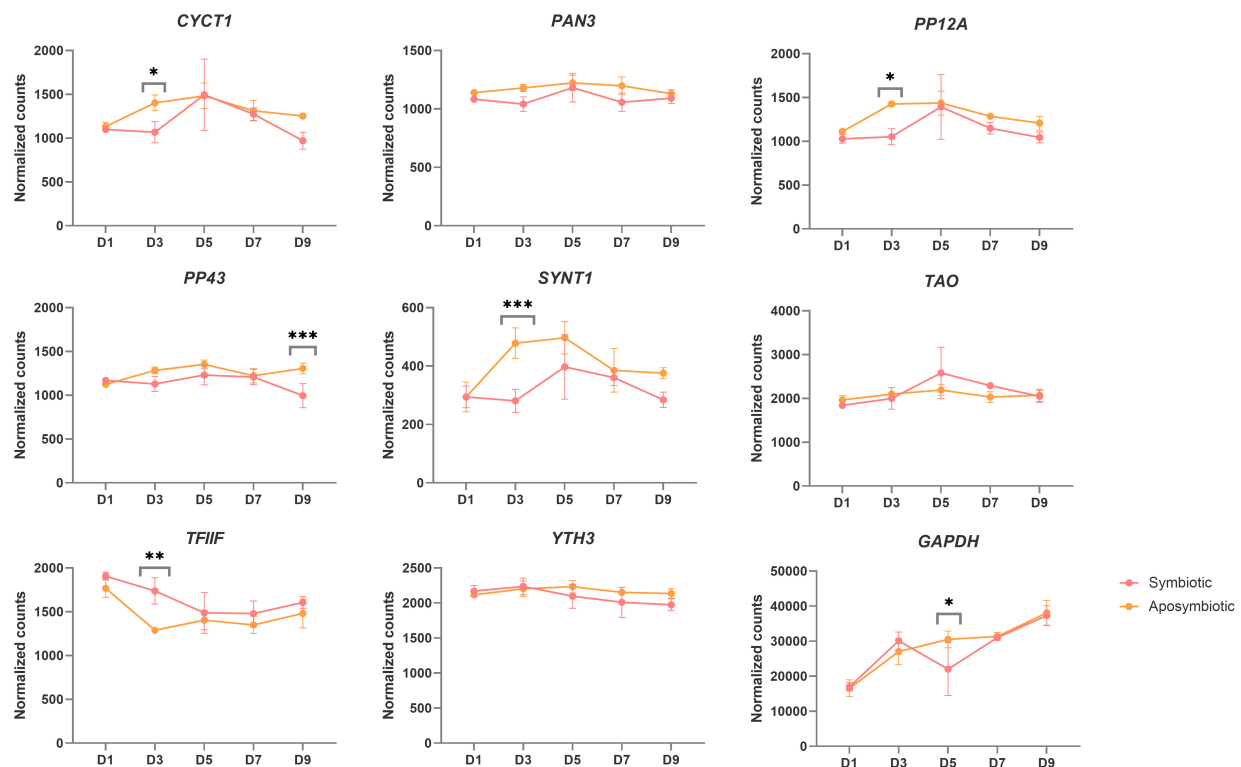 CYCT1
Normalized counts
2000
1500
1000
500
0
*
D1 D3 D5 D7 D9
PAN3
Normalized counts
1500
1000
500
0
D1 D3 D5 D7 D9
PP12A
Normalized counts
2000
1500
1000
500
0
*
D1 D3 D5 D7 D9
PP43
Normalized counts
2000
1500
1000
500
0
***
D1 D3 D5 D7 D9
SYNT1
Normalized counts
600
400
200
0
***
D1 D3 D5 D7 D9
TAO
Normalized counts
4000
3000
2000
1000
0
D1 D3 D5 D7 D9
TFIIF
Normalized counts
2000
1500
1000
500
0
**
D1 D3 D5 D7 D9
YTH3
Normalized counts
2500
2000
1500
1000
500
0
D1 D3 D5 D7 D9
GAPDH
Normalized counts
50000
40000
30000
20000
10000
0
*
D1 D3 D5 D7 D9
Symbiotic
Aposymbiotic